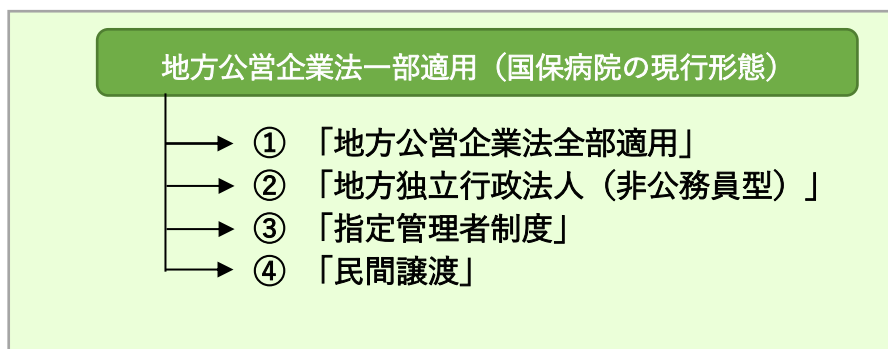 地方公営企業法一部適用（国保病院の現行形態）
① 「地方公営企業法全部適用」
② 「地方独立行政法人（非公務員型）」
③ 「指定管理者制度」
④ 「民間譲渡」